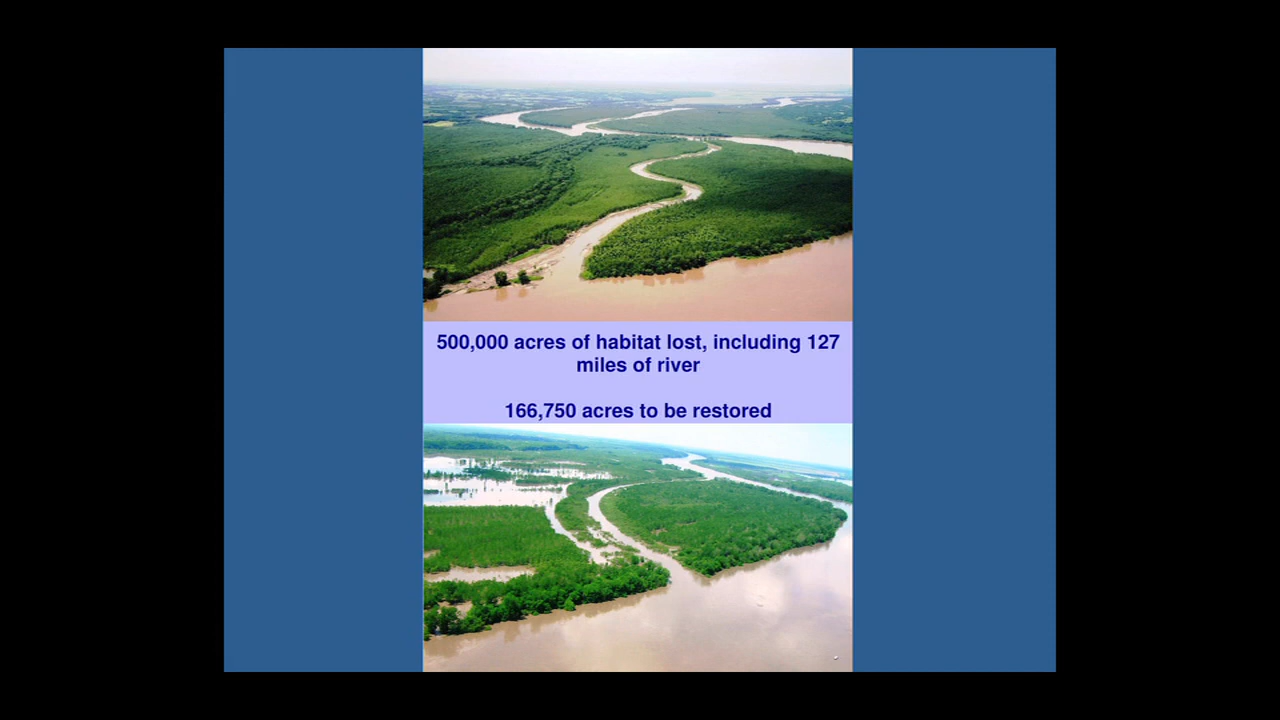 500,000 acres of habitat lost, including 127
miles of river
166,750 acres to be restored